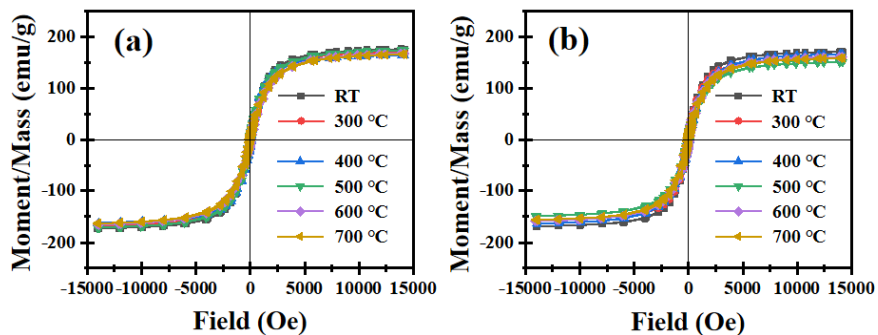 (a)
Moment/Mass (emu/g)
200
100
0
-100
-200
RT
300 °C
400 °C
500 °C
600 °C
700 °C
-15000 -10000 -5000 0 5000 10000 15000
Field (Oe)
(b)
Moment/Mass (emu/g)
200
100
0
-100
-200
RT
300 °C
400 °C
500 °C
600 °C
700 °C
-15000 -10000 -5000 0 5000 10000 15000
Field (Oe)